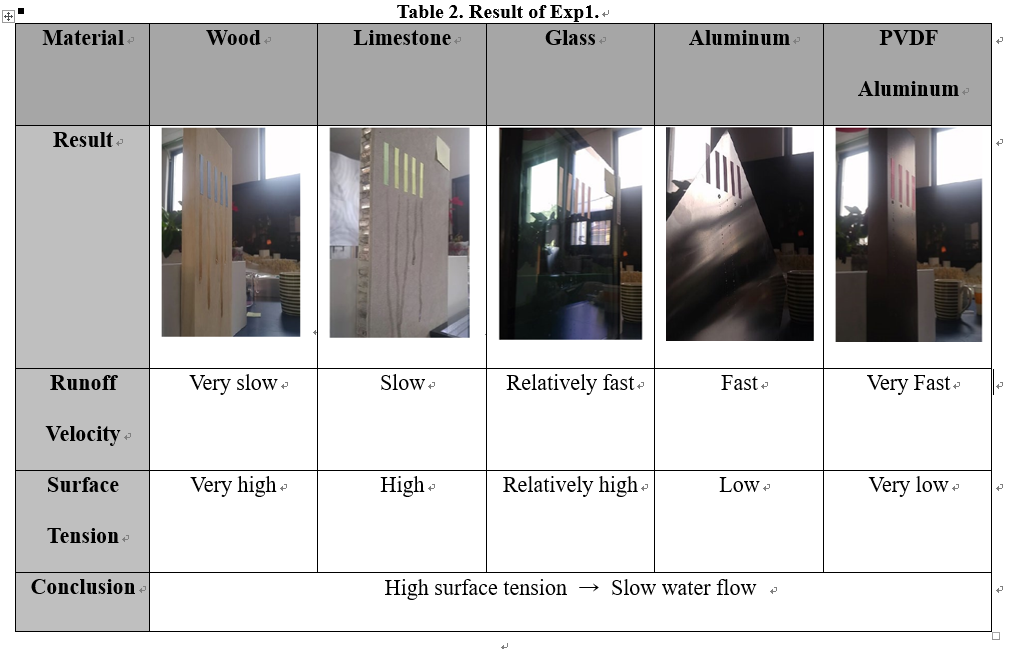 Table 2. Result of Exp1.
Material Wood Limestone Glass Aluminum PVDF
Aluminum
Result
Runoff Very slow Slow Relatively fast Fast Very Fast
Velocity
Surface Very high High Relatively high Low Very low
Tension
Conclusion High surface tension → Slow water flow